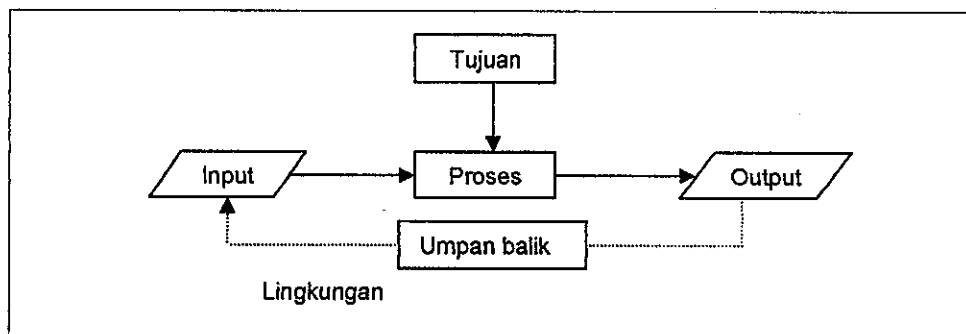 Tujuan
Input
Proses
Output
Umpan balik
Lingkungan